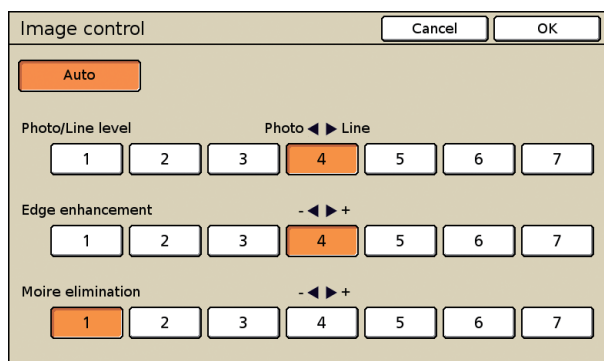 Image control Cancel OK
Auto
Photo/Line level Photo ◀ ▶ Line
1 2 3 4 5 6 7
Edge enhancement - ◀ ▶ +
1 2 3 4 5 6 7
Moire elimination - ◀ ▶ +
1 2 3 4 5 6 7